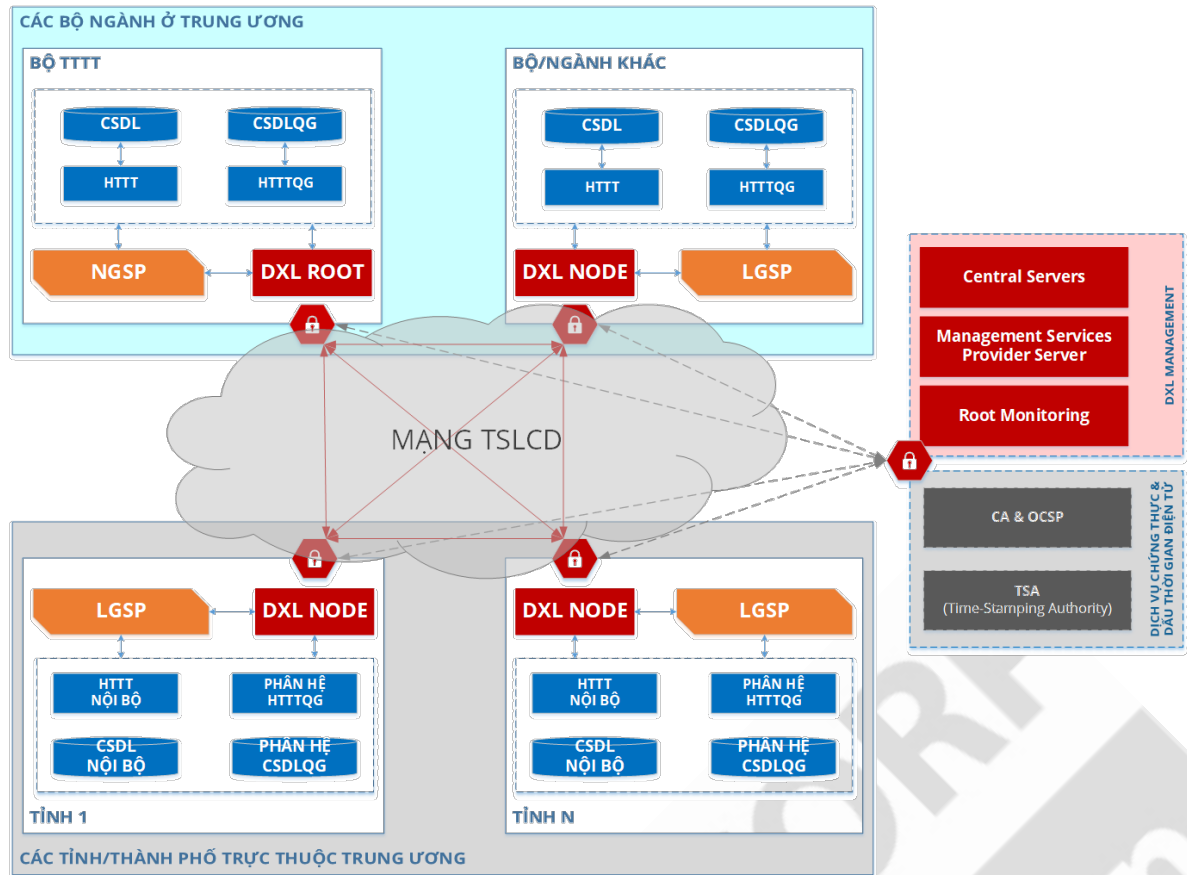 CÁC BỘ NGÀNH Ở TRUNG ƯƠNG
BỘ TTTT
CSDL
CSDLQG
HTTT
HTTTQG
NGSP
DXL ROOT
BỘ/NGÀNH KHÁC
CSDL
CSDLQG
HTTT
HTTTQG
DXL NODE
LGSP
MẠNG TSLCD
Central Servers
Management Services
Provider Server
Root Monitoring
DXL MANAGEMENT
CA & OCSP
TSA
(Time-Stamping Authority)
DỊCH VỤ CHỨNG THỰC &
DẤU THỜI GIAN ĐIỆN TỬ
LGSP
DXL NODE
HTTT
NỘI BỘ
PHÂN HỆ
HTTTQG
CSDL
NỘI BỘ
PHÂN HỆ
CSDLQG
TỈNH 1
DXL NODE
LGSP
HTTT
NỘI BỘ
PHÂN HỆ
HTTTQG
CSDL
NỘI BỘ
PHÂN HỆ
CSDLQG
TỈNH N
CÁC TỈNH/THÀNH PHỐ TRỰC THUỘC TRUNG ƯƠNG